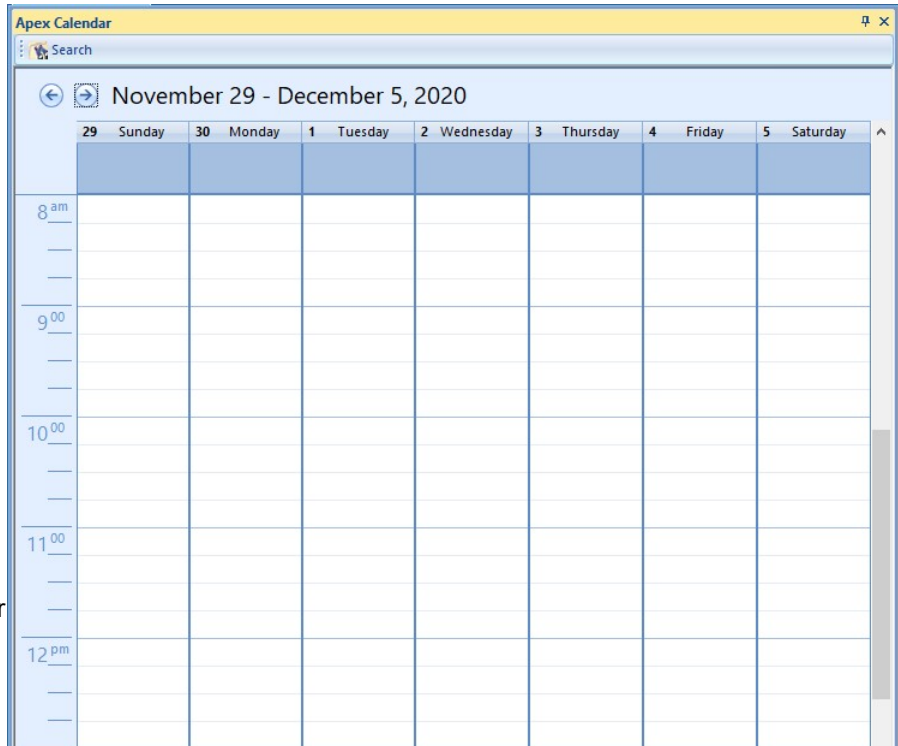 Apex Calendar
Search
November 29 - December 5, 2020
29 Sunday 30 Monday 1 Tuesday 2 Wednesday 3 Thursday 4 Friday 5 Saturday
8 am
9 00
10 00
11 00
r
12 pm